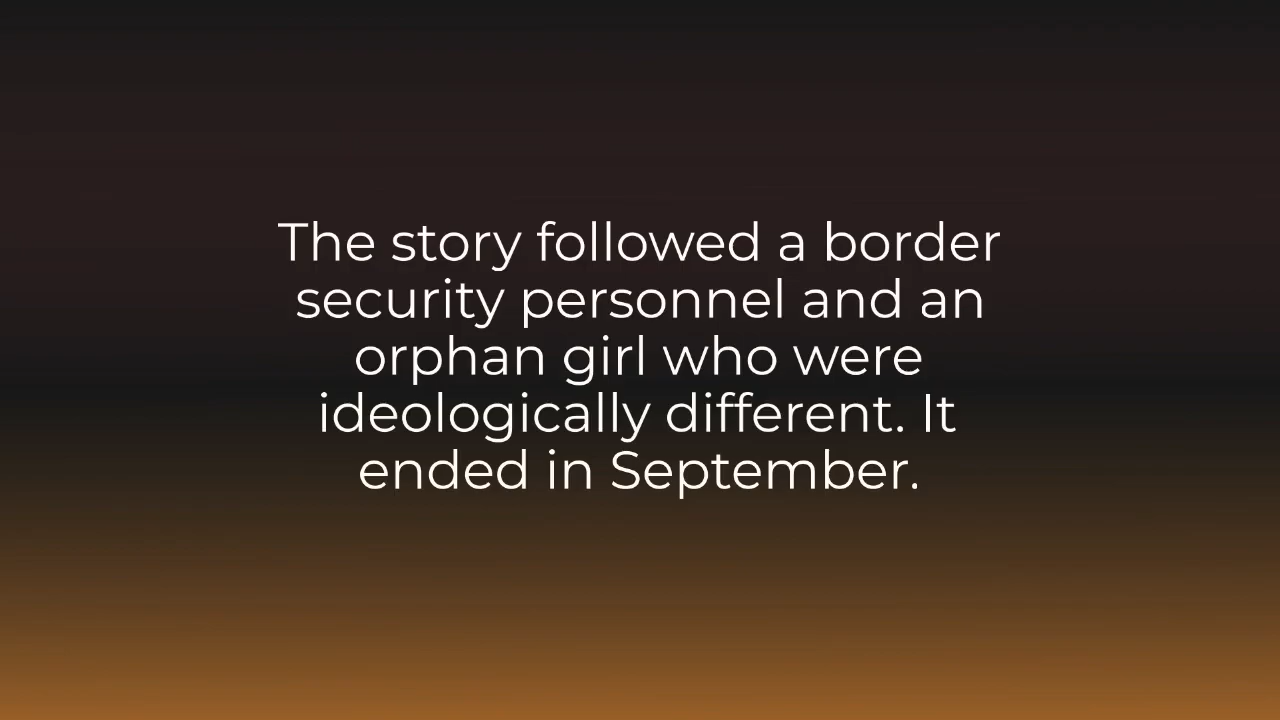 The story followed a border
security personnel and an
orphan girl who were
ideologically different. It
ended in September.